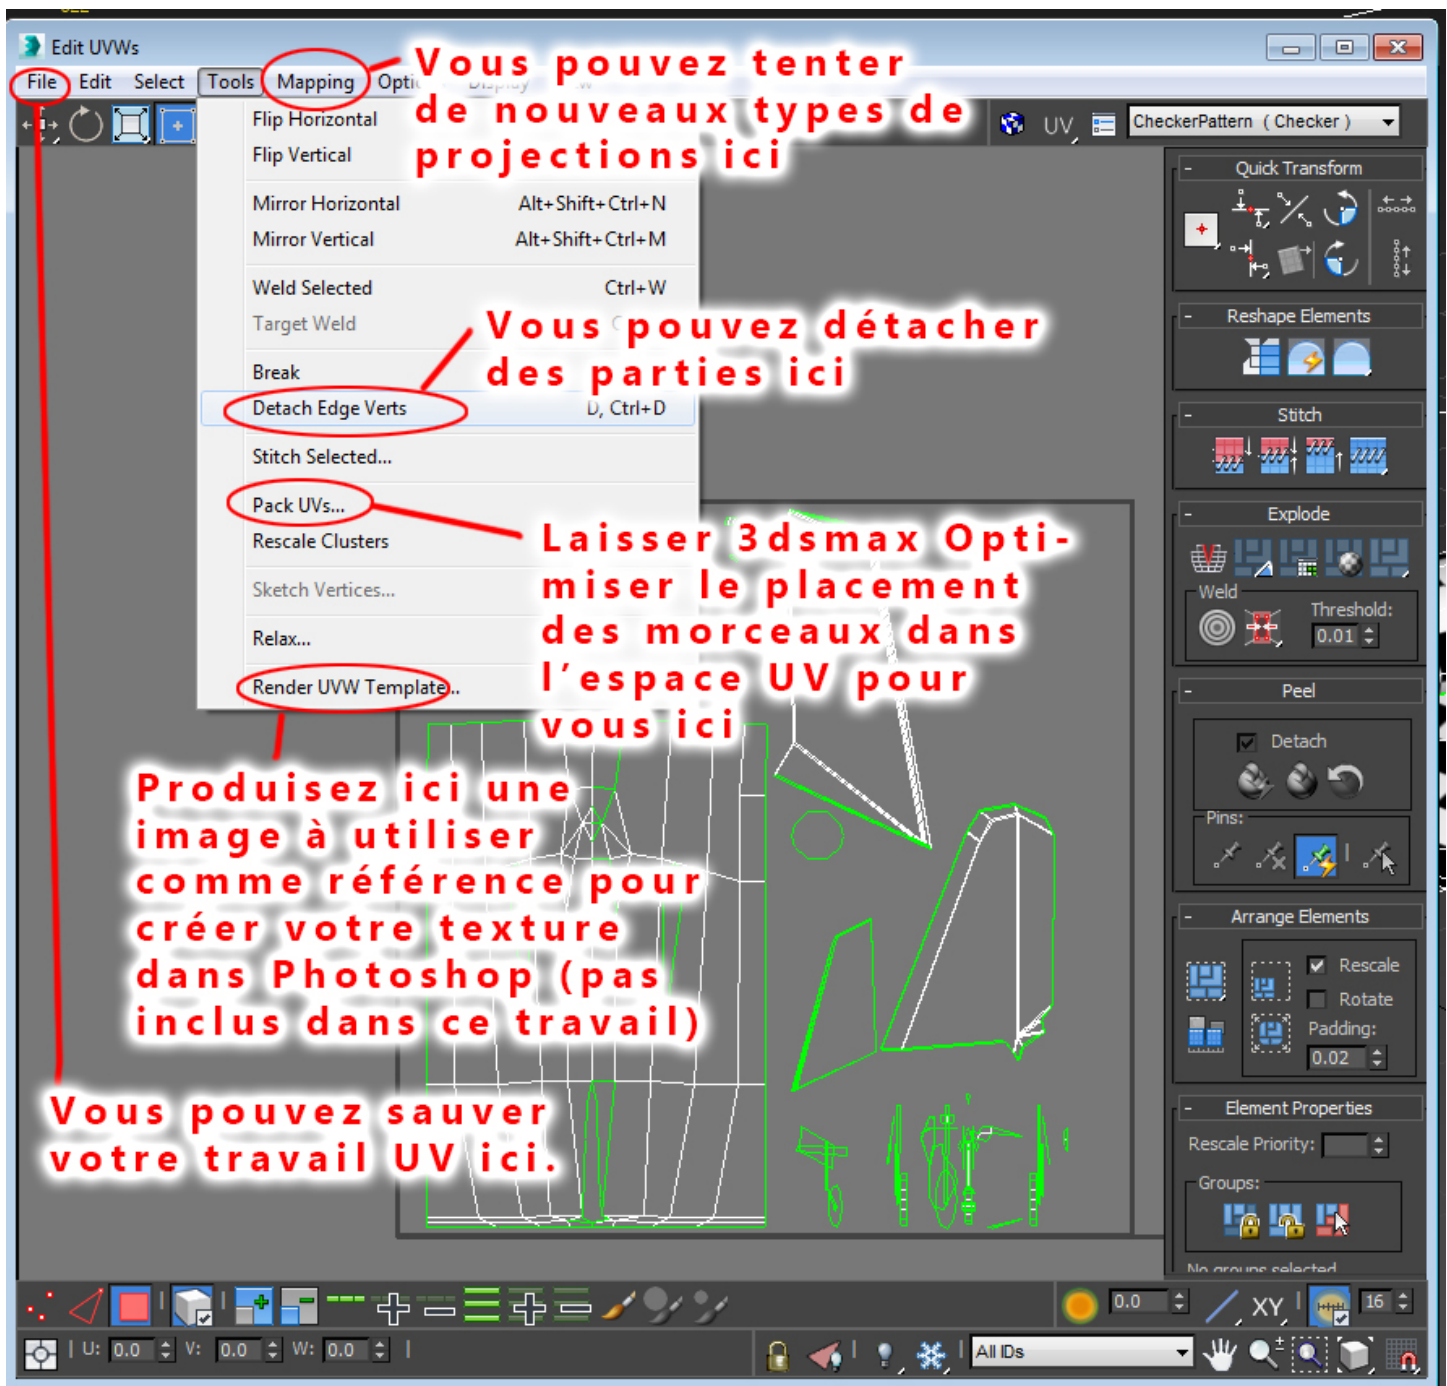 Edit UVWs
File Edit Select Tools Mapping
Vous pouvez tenter
de nouveaux types de
projections ici
UV
CheckerPattern ( Checker )
Flip Horizontal
Flip Vertical
Mirror Horizontal Alt+Shift+Ctrl+N
Mirror Vertical Alt+Shift+Ctrl+M
Weld Selected Ctrl+W
Target Weld
Break
Detach Edge Verts D, Ctrl+D
Stitch Selected...
Pack UVs...
Rescale Clusters
Sketch Vertices...
Relax...
Render UVW Template...
Vous pouvez détacher
des parties ici
Laisser 3dsmax Opti-
miser le placement
des morceaux dans
l'espace UV pour
vous ici
Produisez ici une
image à utiliser
comme référence pour
créer votre texture
dans Photoshop (pas
inclus dans ce travail)
Vous pouvez sauver
votre travail UV ici.
- Quick Transform
- Reshape Elements
- Stitch
- Explode
Weld
Threshold:
0.01
- Peel
Detach
Pins:
- Arrange Elements
Rescale
Rotate
Padding:
0.02
- Element Properties
Rescale Priority:
Groups:
No groups selected
0.0
XY
16
U: 0.0 V: 0.0 W: 0.0
All IDs